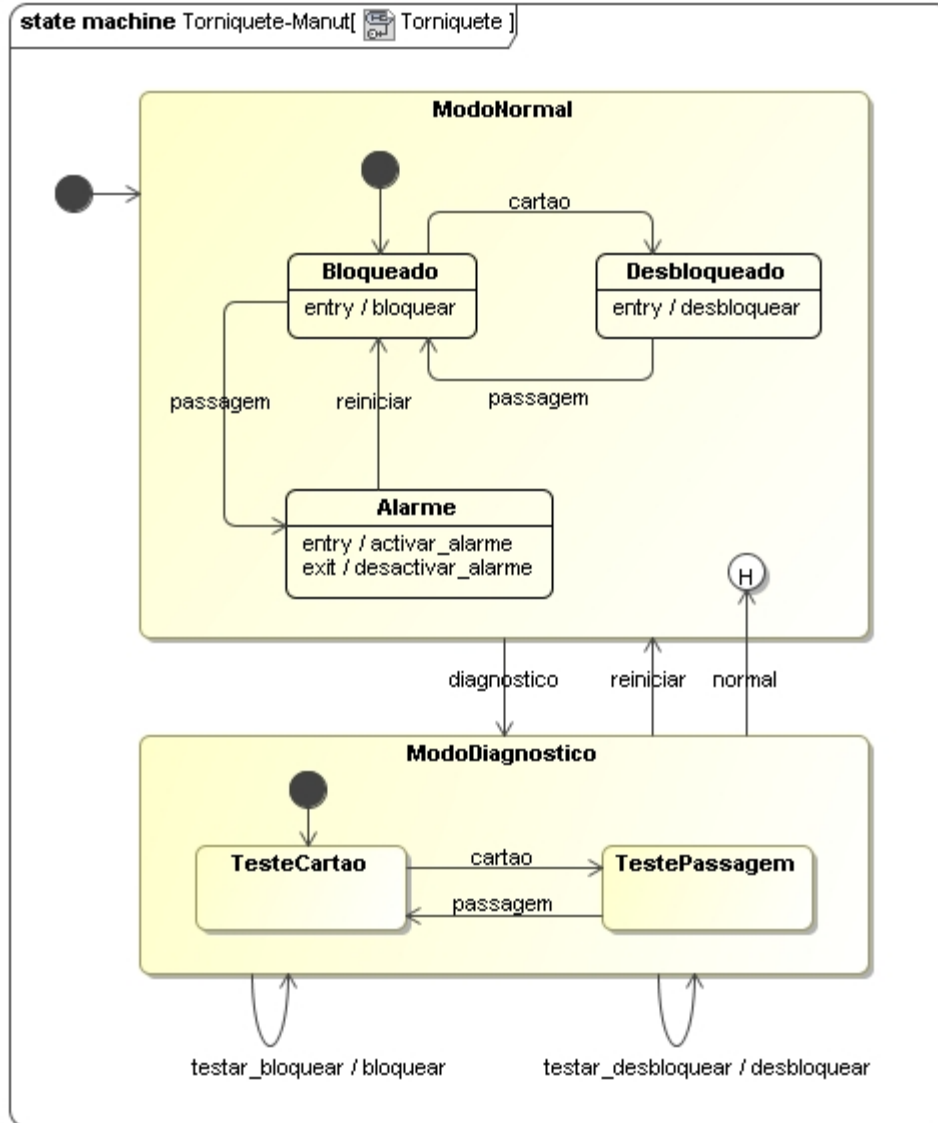 state machine Torniquete-Manut[ Torniquete ]
ModoNormal
cartao
Bloqueado
entry / bloquear
Desbloqueado
entry / desbloquear
passagem
reiniciar
passagem
Alarme
entry / activar_alarme
exit / desactivar_alarme
H
diagnostico
reiniciar
normal
ModoDiagnostico
TesteCartao
cartao
TestePassagem
passagem
testar_bloquear / bloquear
testar_desbloquear / desbloquear